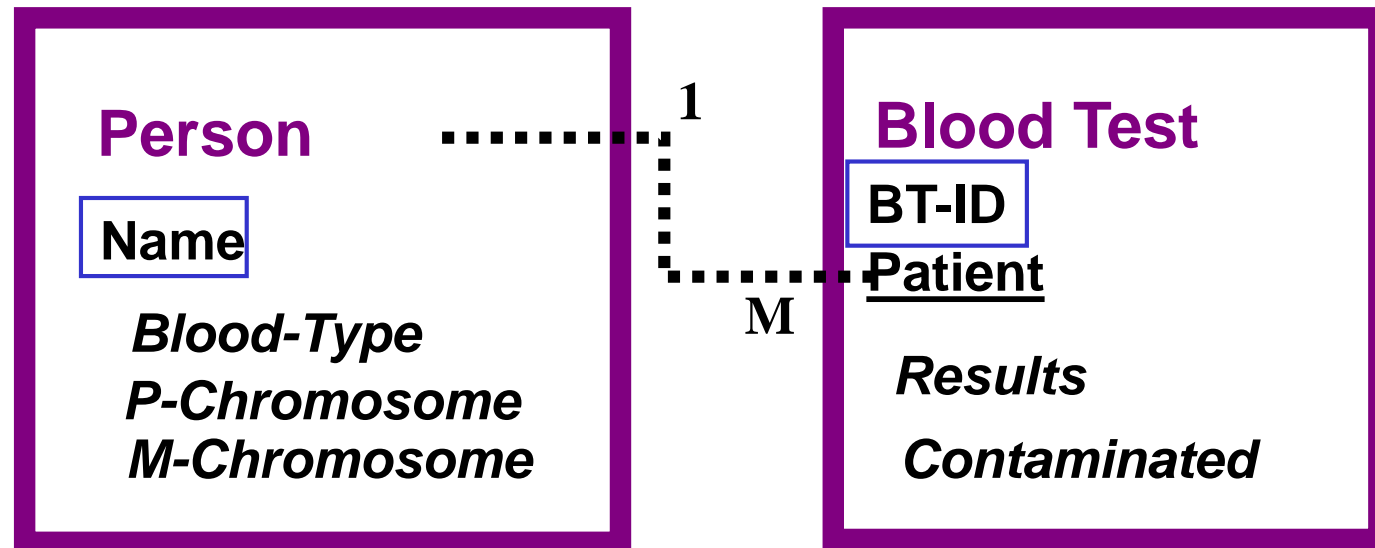 Person
Name
Blood-Type
P-Chromosome
M-Chromosome
1
M
Blood Test
BT-ID
Patient
Results
Contaminated